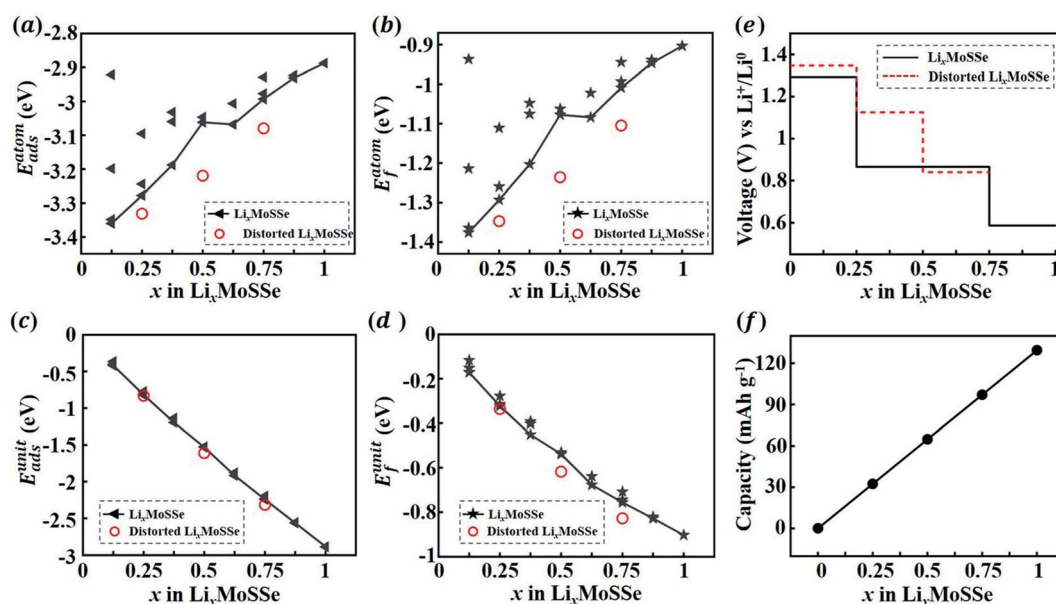 (a)
E_ads^atom (eV)
-2.8
-2.9
-3
-3.1
-3.2
-3.3
-3.4
LiₓMoSSe
Distorted LiₓMoSSe
0 0.25 0.5 0.75 1
x in LiₓMoSSe
(b)
E_f^atom (eV)
-0.9
-1
-1.1
-1.2
-1.3
-1.4
LiₓMoSSe
Distorted LiₓMoSSe
0 0.25 0.5 0.75 1
x in LiₓMoSSe
(e)
Voltage (V) vs Li⁺/Li⁰
1.4
1.2
1
0.8
0.6
LiₓMoSSe
Distorted LiₓMoSSe
0 0.25 0.5 0.75 1
x in LiₓMoSSe
(c)
E_ads^unit (eV)
0
-0.5
-1
-1.5
-2
-2.5
-3
LiₓMoSSe
Distorted LiₓMoSSe
0 0.25 0.5 0.75 1
x in LiₓMoSSe
(d )
E_f^unit (eV)
0
-0.2
-0.4
-0.6
-0.8
-1
LiₓMoSSe
Distorted LiₓMoSSe
0 0.25 0.5 0.75 1
x in LiₓMoSSe
(f)
Capacity (mAh g⁻¹)
120
90
60
30
0
0 0.25 0.5 0.75 1
x in LiₓMoSSe